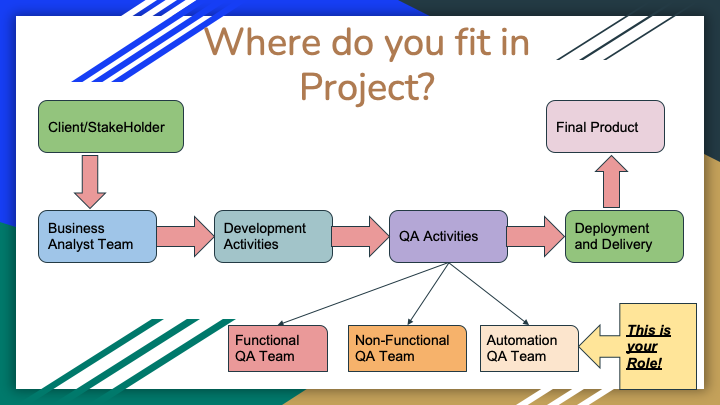 Where do you fit in
Project?
Client/StakeHolder
Final Product
Business
Analyst Team
Development
Activities
QA Activities
Deployment
and Delivery
Functional
QA Team
Non-Functional
QA Team
Automation
QA Team
This is
your
Role!